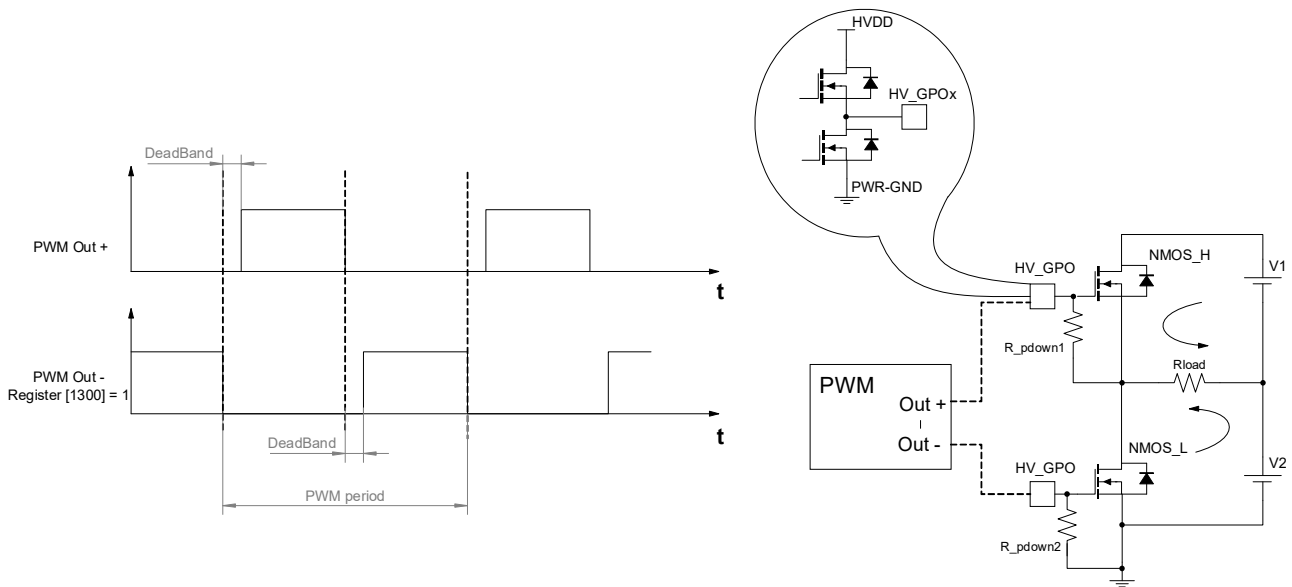 DeadBand
PWM Out +
t
PWM Out -
Register [1300] = 1
t
DeadBand
PWM period
HVDD
HV_GPOx
PWR-GND
HV_GPO
NMOS_H
V1
R_pdown1
Rload
PWM
Out +
Out -
HV_GPO
NMOS_L
V2
R_pdown2